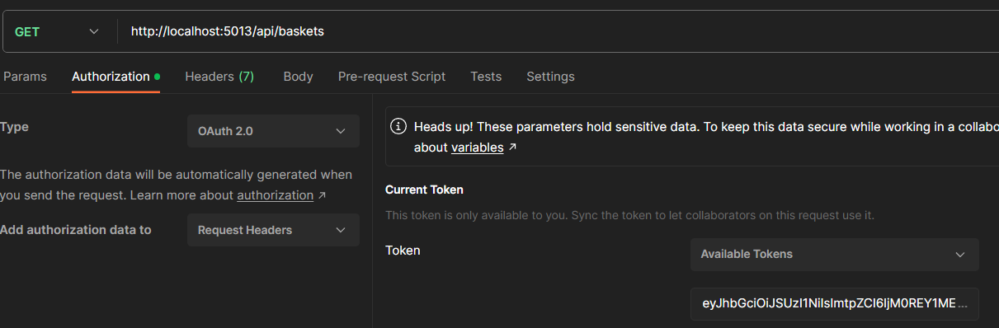 GET http://localhost:5013/api/baskets
Params Authorization Headers (7) Body Pre-request Script Tests Settings
Type OAuth 2.0
The authorization data will be automatically generated when
you send the request. Learn more about authorization ↗
Add authorization data to Request Headers
Heads up! These parameters hold sensitive data. To keep this data secure while working in a collabo
about variables ↗
Current Token
This token is only available to you. Sync the token to let collaborators on this request use it.
Token Available Tokens
eyJhbGciOiJSUzI1NiIsImtpZCI6IjM0REY1ME...